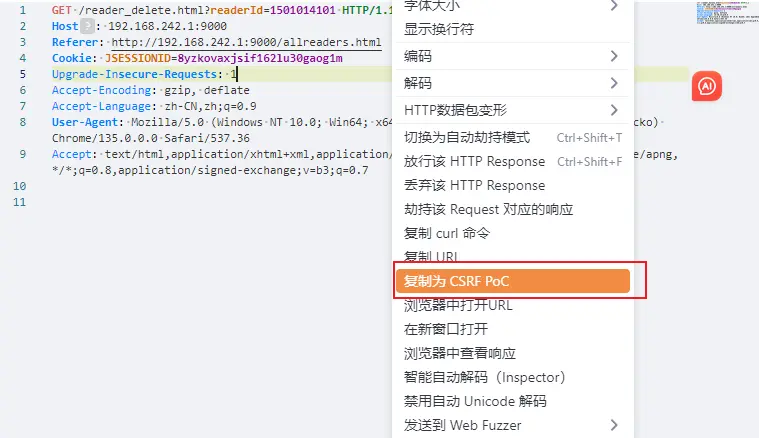 1 GET /reader_delete.html?readerId=1501014101 HTTP/1.1
2 Host ? : 192.168.242.1:9000
3 Referer: http://192.168.242.1:9000/allreaders.html
4 Cookie: JSESSIONID=8yzkovaxjsif162lu30gaog1m
5 Upgrade-Insecure-Requests: 1
6 Accept-Encoding: gzip, deflate
7 Accept-Language: zh-CN,zh;q=0.9
8 User-Agent: Mozilla/5.0 (Windows NT 10.0; Win64; x64 cko)
Chrome/135.0.0.0 Safari/537.36
9 Accept: text/html,application/xhtml+xml,application/ e/apng,
*/*;q=0.8,application/signed-exchange;v=b3;q=0.7
10
11
字体大小
显示换行符
编码
解码
HTTP数据包变形
切换为自动劫持模式 Ctrl+Shift+T
放行该 HTTP Response Ctrl+Shift+F
丢弃该 HTTP Response
劫持该 Request 对应的响应
复制 curl 命令
复制 URL
复制为 CSRF PoC
浏览器中打开URL
在新窗口打开
浏览器中查看响应
智能自动解码（Inspector）
禁用自动 Unicode 解码
发送到 Web Fuzzer
AI